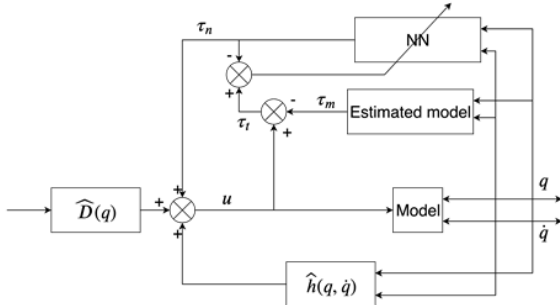 τₙ
NN
-
+
-
τₜ
τₘ
Estimated model
+
D̂(q)
+
+
+
u
Model
q
q̇
ĥ(q, q̇)